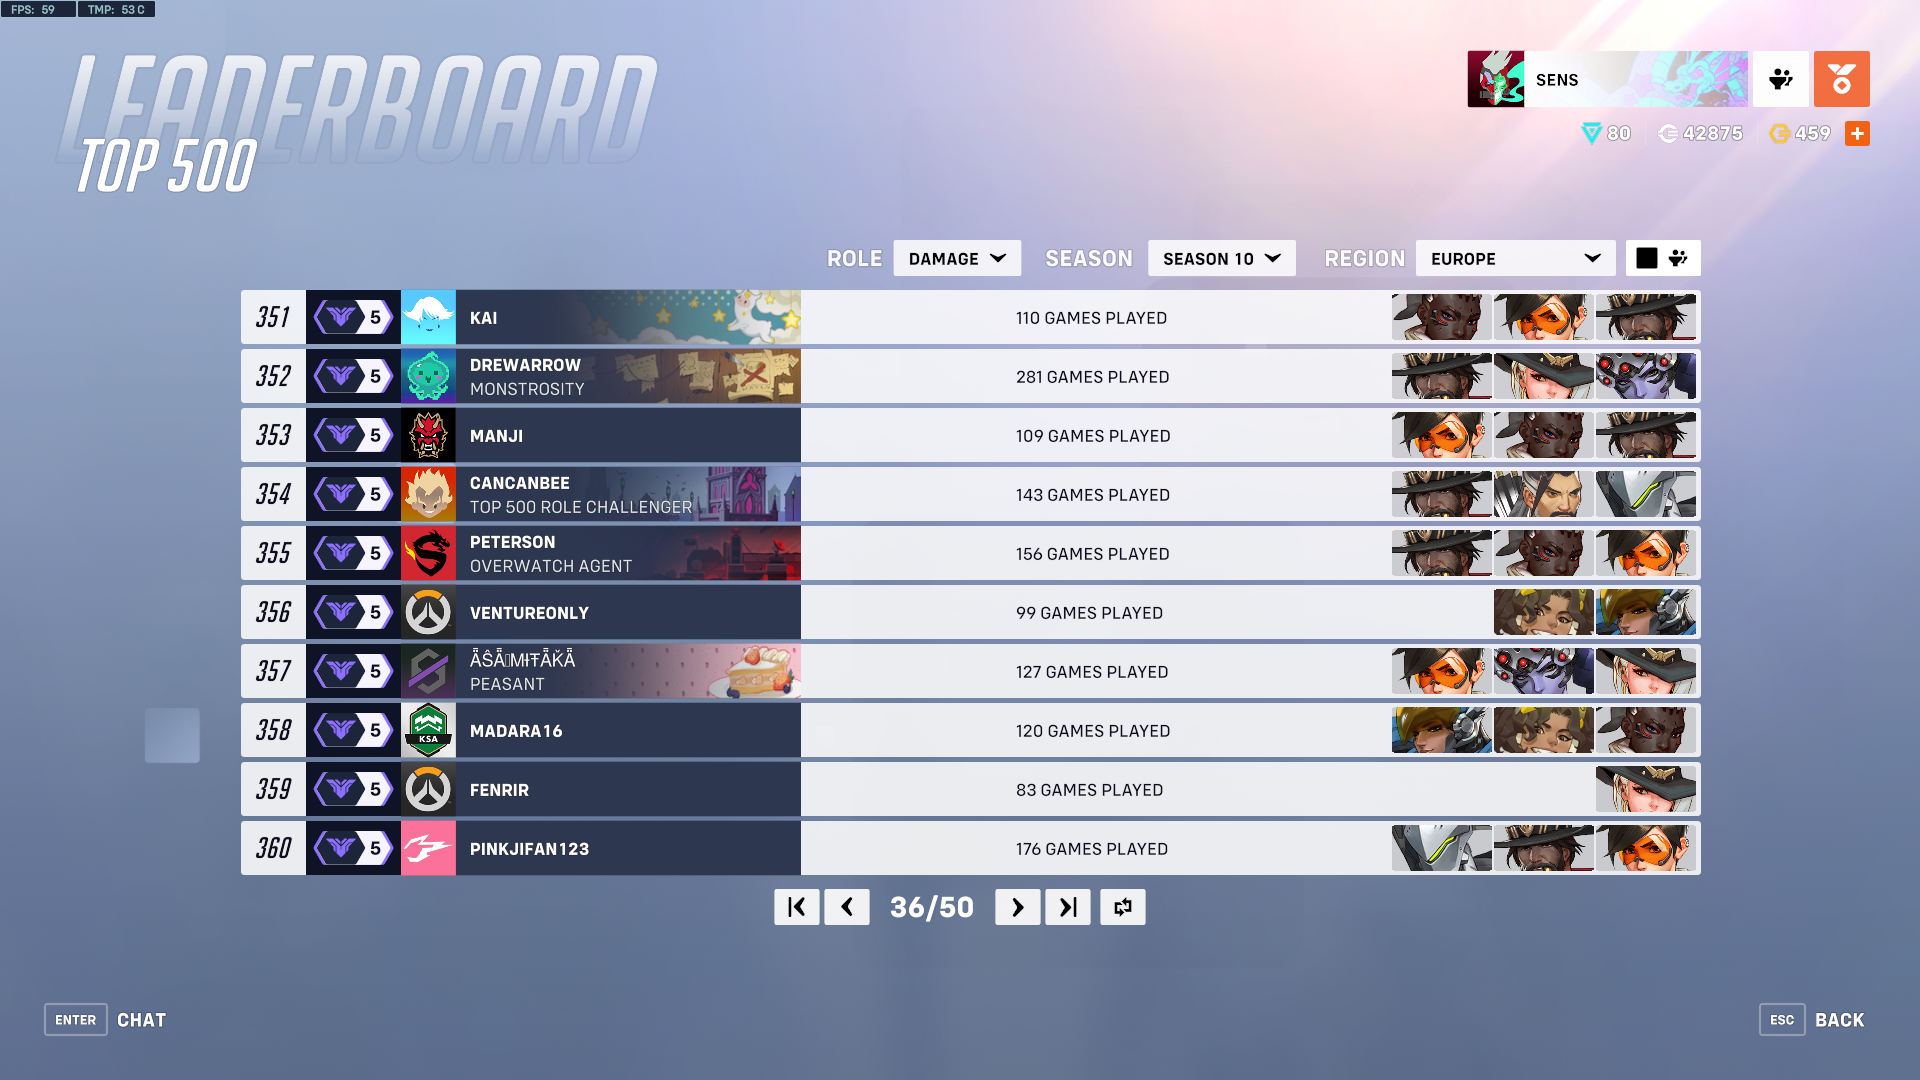 FPS: 59 TMP: 53 C
LEADERBOARD
TOP 500
SENS
80 42875 459
ROLE DAMAGE SEASON SEASON 10 REGION EUROPE
351 5 KAI 110 GAMES PLAYED
352 5 DREWARROW 281 GAMES PLAYED
MONSTROSITY
353 5 MANJI 109 GAMES PLAYED
354 5 CANCANBEE 143 GAMES PLAYED
TOP 500 ROLE CHALLENGER
355 5 PETERSON 156 GAMES PLAYED
OVERWATCH AGENT
356 5 VENTUREONLY 99 GAMES PLAYED
357 5 127 GAMES PLAYED
PEASANT
358 5 KSA MADARA16 120 GAMES PLAYED
359 5 FENRIR 83 GAMES PLAYED
360 5 PINKJIFAN123 176 GAMES PLAYED
36/50
ENTER CHAT
ESC BACK